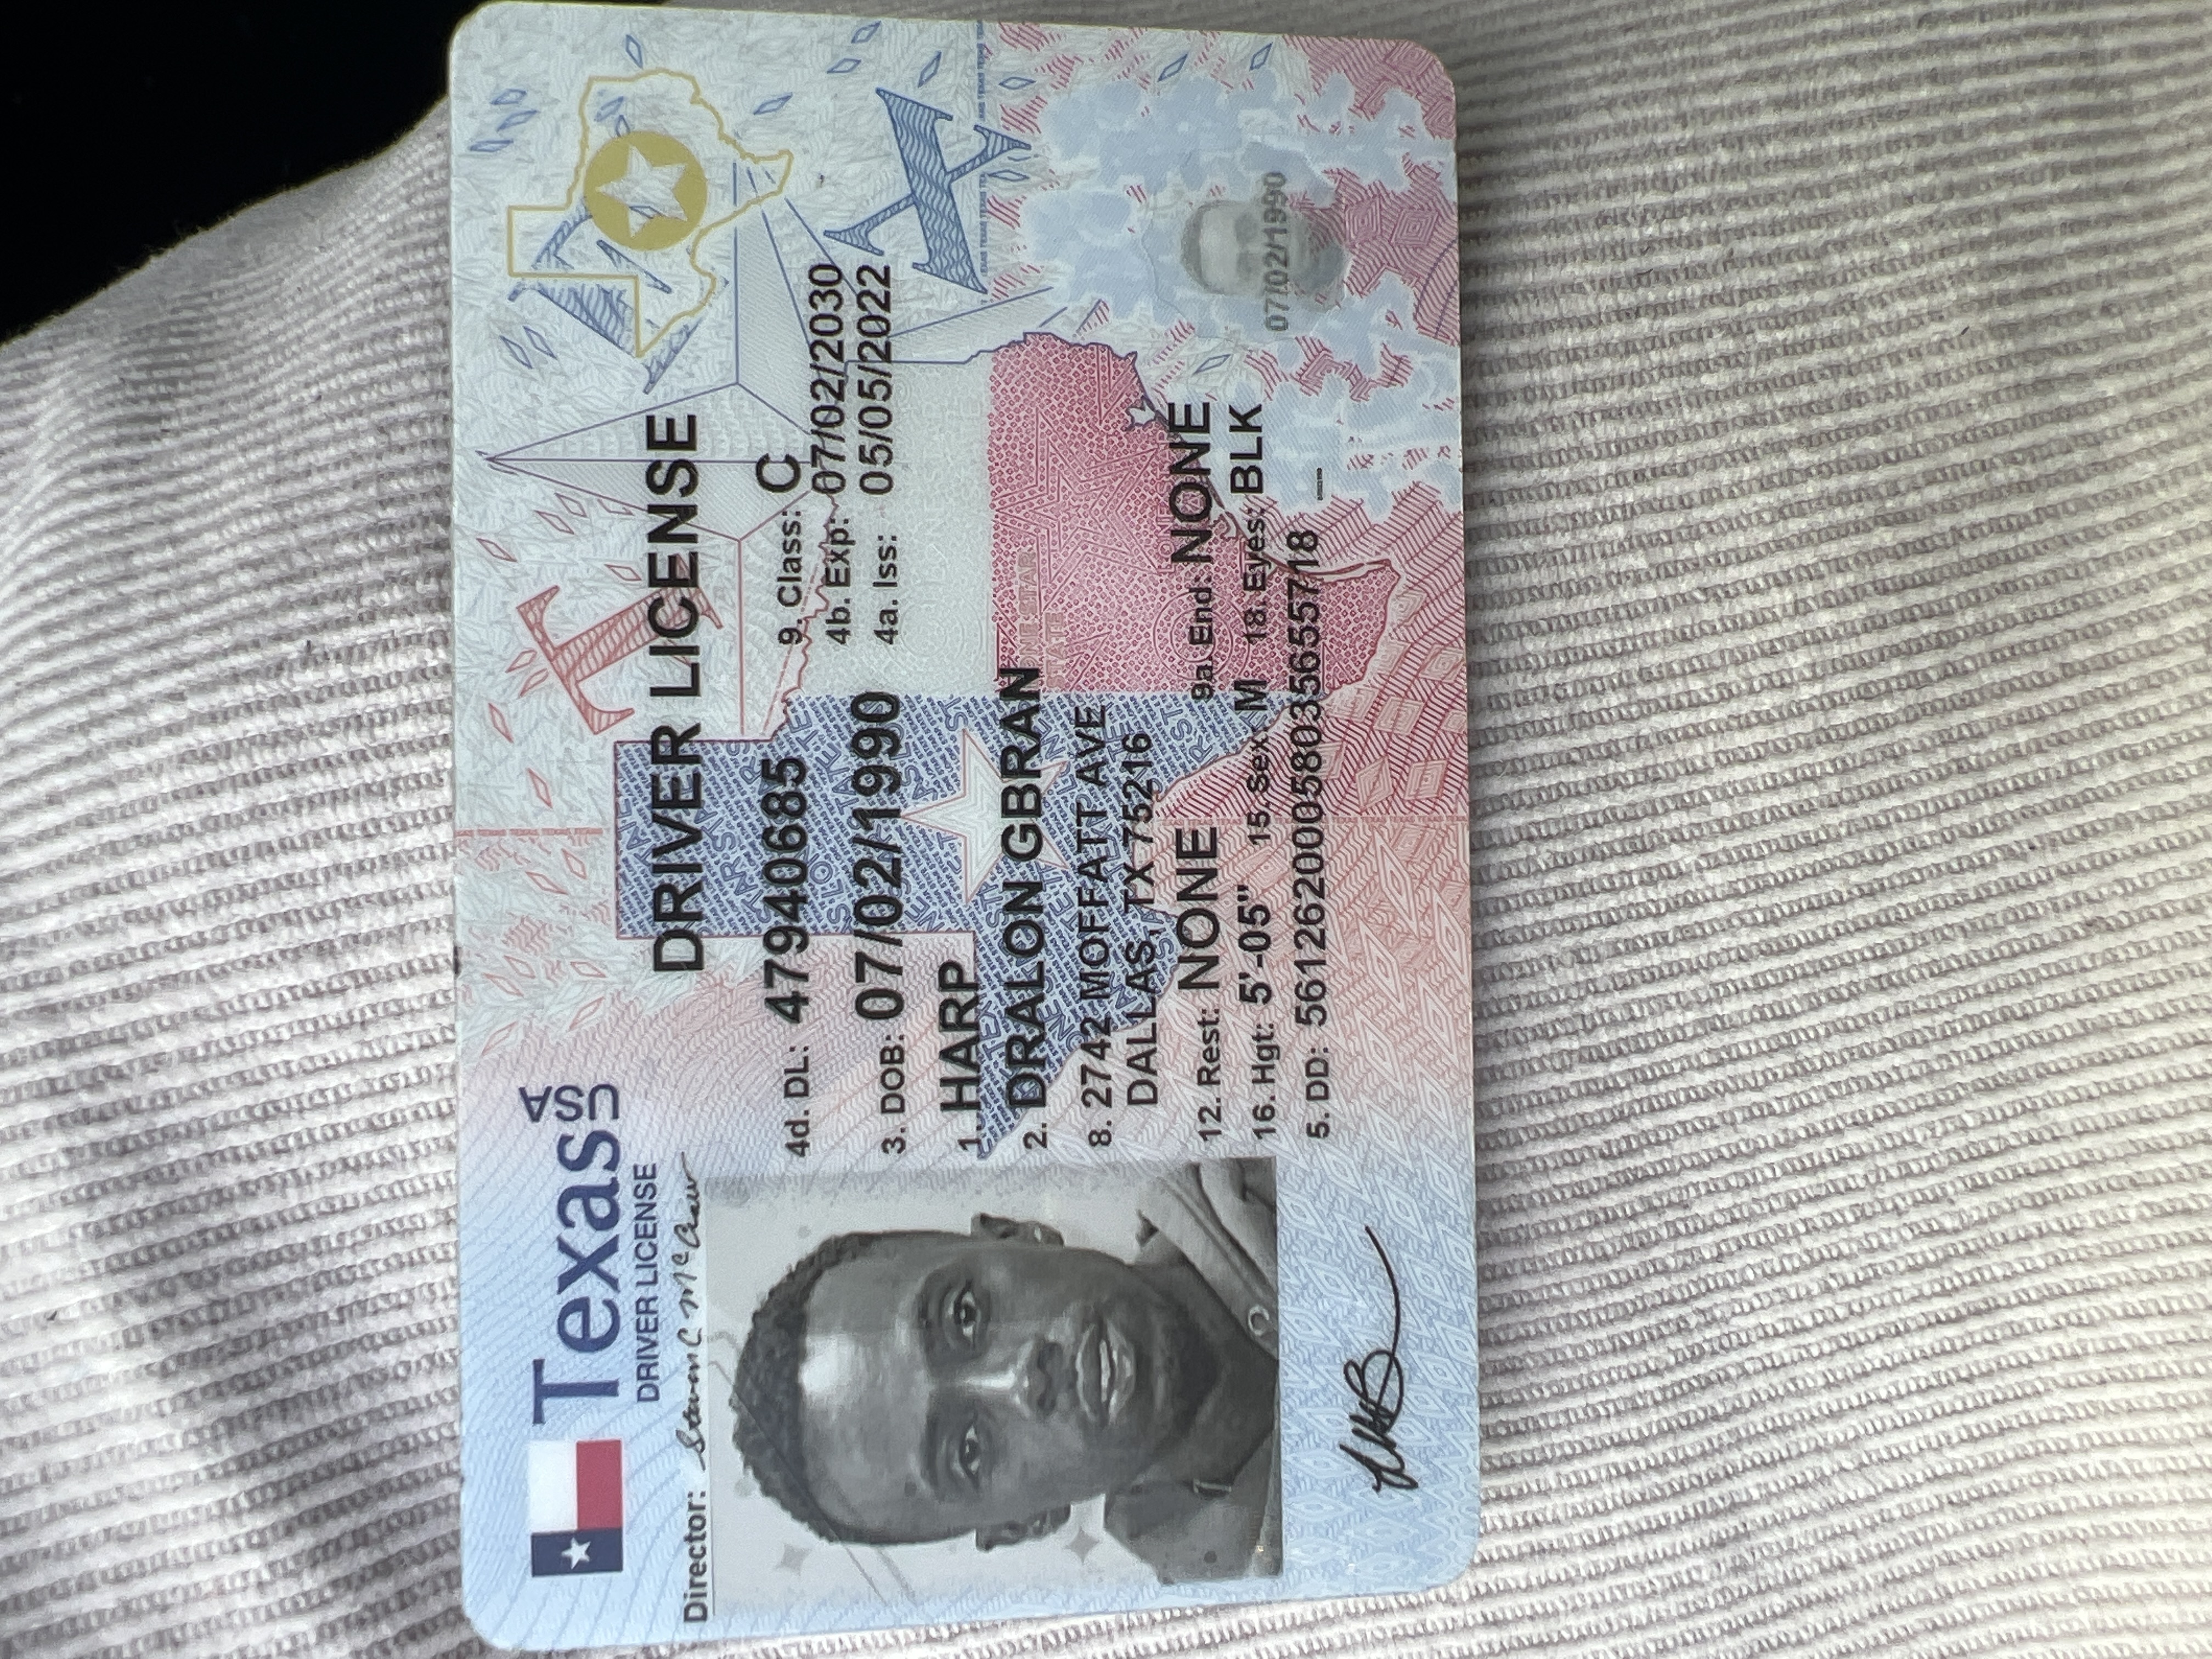 Texas
USA
DRIVER LICENSE
DRIVER LICENSE
Director:
4d. DL: 47940685
9. Class: C
3. DOB: 07/02/1990
4b. Exp: 07/02/2030
4a. Iss: 05/05/2022
1. HARP
2. DRALON GBRAN
8. 2742 MOFFATT AVE
DALLAS, TX 75216
12. Rest: NONE
9a End: NONE
16. Hgt: 5'-05"
15. Sex M
18. Eyes: BLK
5. DD: 56126200058035655718
07/02/1990